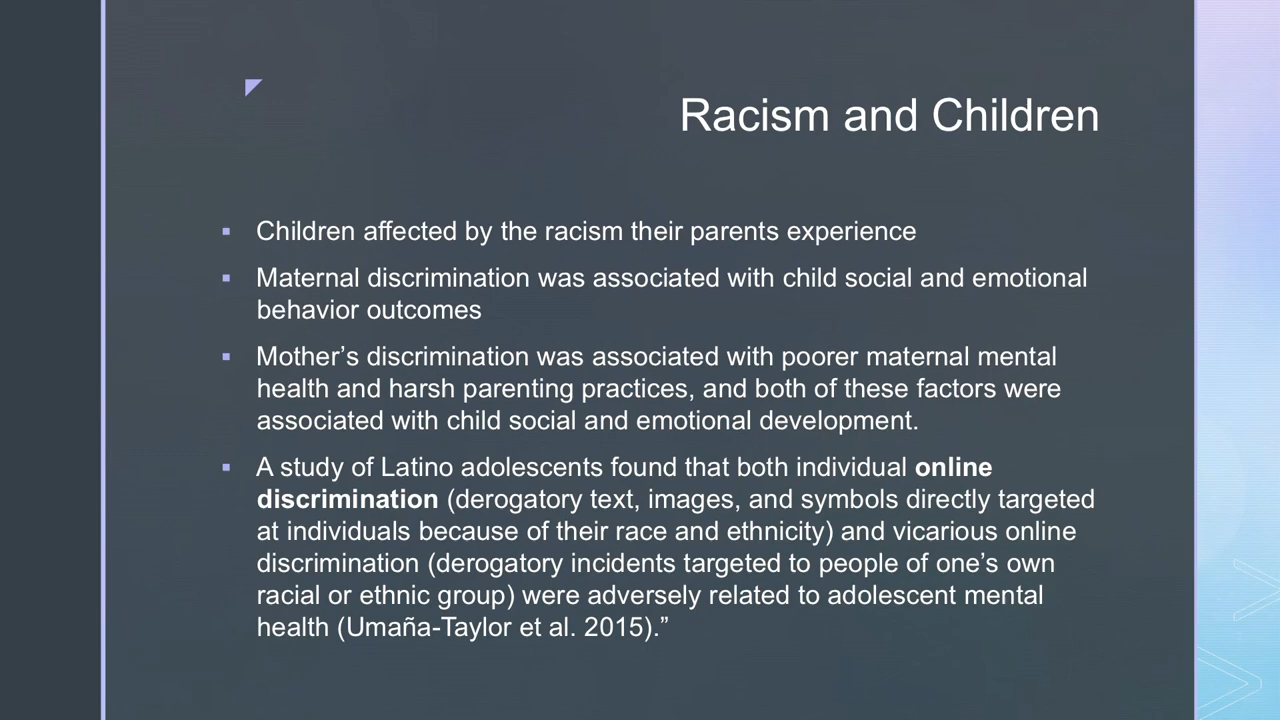 Racism and Children
▪ Children affected by the racism their parents experience
▪ Maternal discrimination was associated with child social and emotional
behavior outcomes
▪ Mother’s discrimination was associated with poorer maternal mental
health and harsh parenting practices, and both of these factors were
associated with child social and emotional development.
▪ A study of Latino adolescents found that both individual online
discrimination (derogatory text, images, and symbols directly targeted
at individuals because of their race and ethnicity) and vicarious online
discrimination (derogatory incidents targeted to people of one’s own
racial or ethnic group) were adversely related to adolescent mental
health (Umaña-Taylor et al. 2015).”